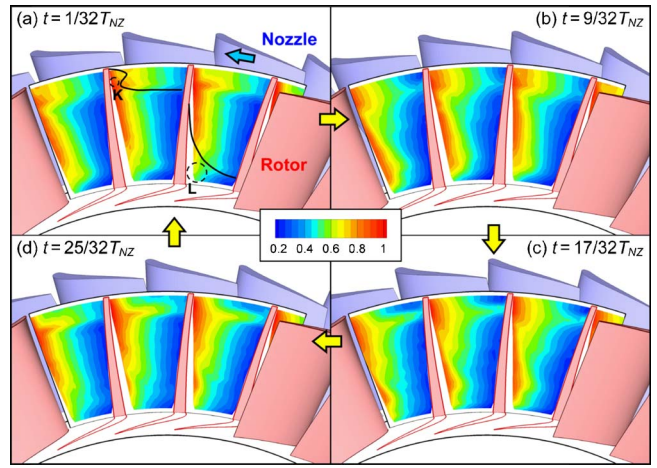 (a) t = 1/32T_NZ
Nozzle
(b) t = 9/32T_NZ
K
Rotor
L
(d) t = 25/32T_NZ
0.2 0.4 0.6 0.8 1
(c) t = 17/32T_NZ